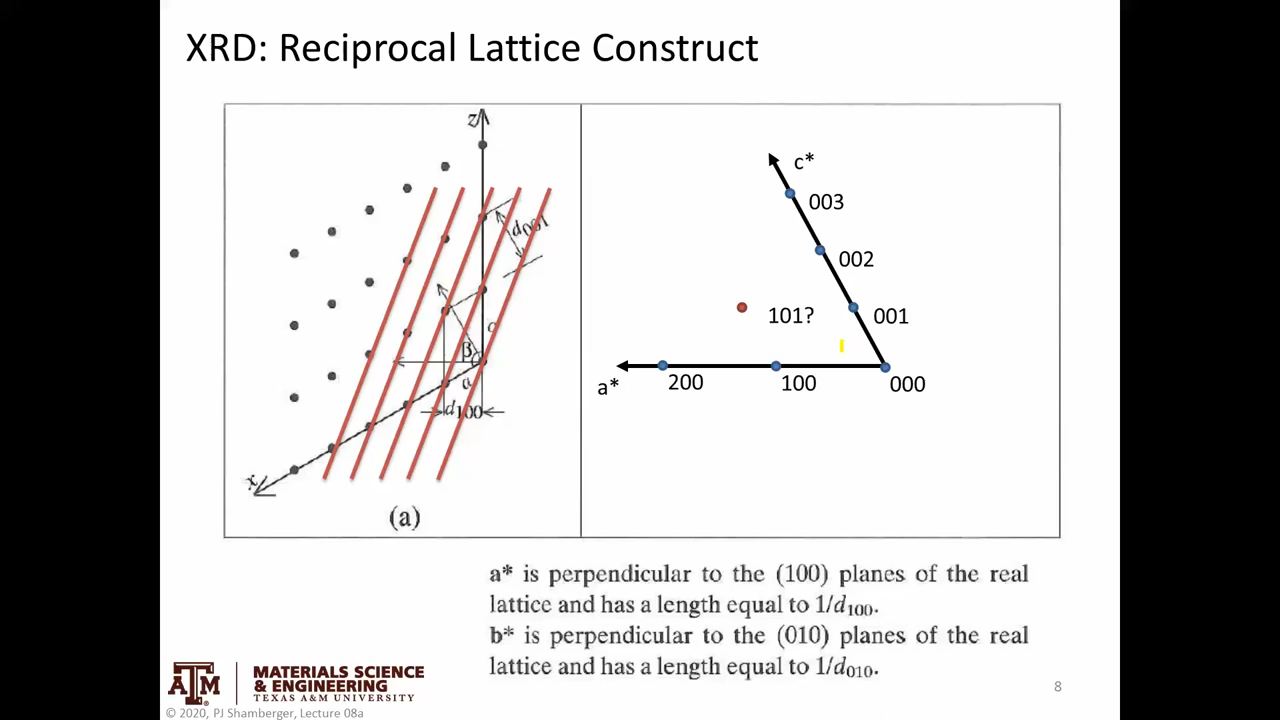 XRD: Reciprocal Lattice Construct
z
d001
c
β
a
d100
x
(a)
c*
003
002
101?
001
a*
200
100
000
a* is perpendicular to the (100) planes of the real
lattice and has a length equal to 1/d100.
b* is perpendicular to the (010) planes of the real
lattice and has a length equal to 1/d010.
ATM
MATERIALS SCIENCE
& ENGINEERING
TEXAS A&M UNIVERSITY
8
© 2020, PJ Shamberger, Lecture 08a